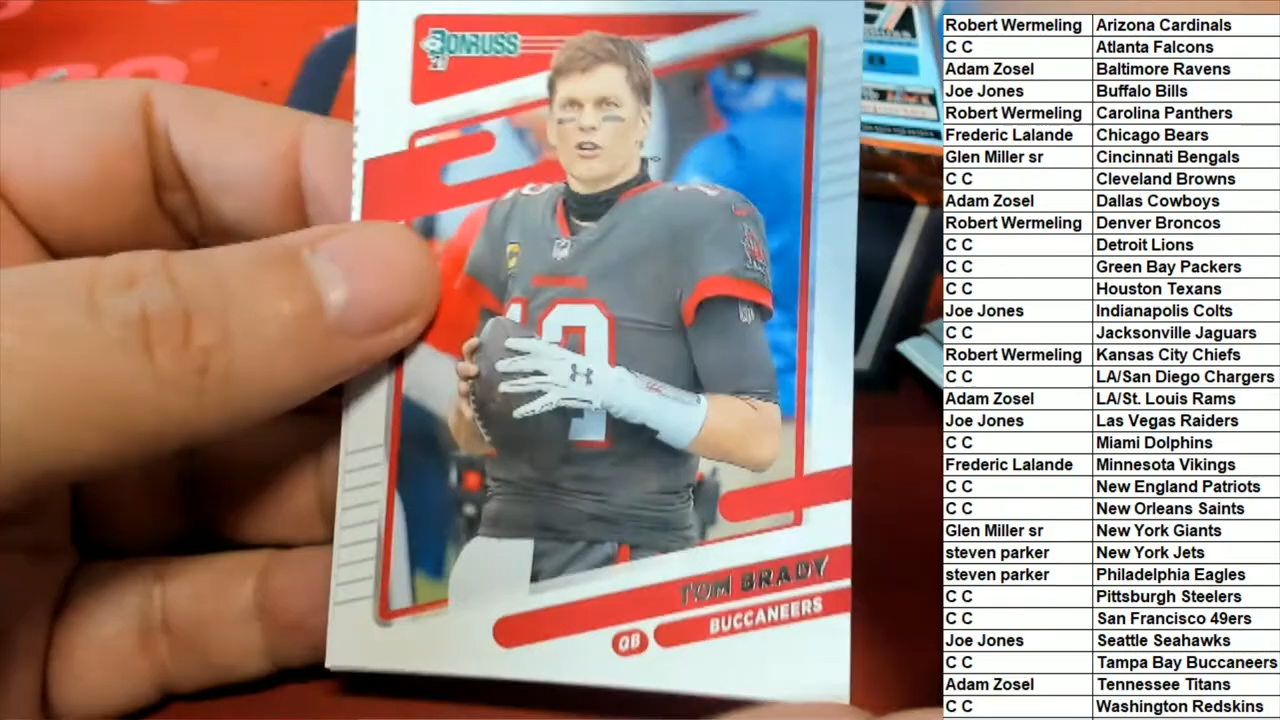 DONRUSS
TOM BRADY
BUCCANEERS
QB
Robert Wermeling Arizona Cardinals
C C Atlanta Falcons
Adam Zosel Baltimore Ravens
Joe Jones Buffalo Bills
Robert Wermeling Carolina Panthers
Frederic Lalande Chicago Bears
Glen Miller sr Cincinnati Bengals
C C Cleveland Browns
Adam Zosel Dallas Cowboys
Robert Wermeling Denver Broncos
C C Detroit Lions
C C Green Bay Packers
C C Houston Texans
Joe Jones Indianapolis Colts
C C Jacksonville Jaguars
Robert Wermeling Kansas City Chiefs
C C LA/San Diego Chargers
Adam Zosel LA/St. Louis Rams
Joe Jones Las Vegas Raiders
C C Miami Dolphins
Frederic Lalande Minnesota Vikings
C C New England Patriots
C C New Orleans Saints
Glen Miller sr New York Giants
steven parker New York Jets
steven parker Philadelphia Eagles
C C Pittsburgh Steelers
C C San Francisco 49ers
Joe Jones Seattle Seahawks
C C Tampa Bay Buccaneers
Adam Zosel Tennessee Titans
C C Washington Redskins